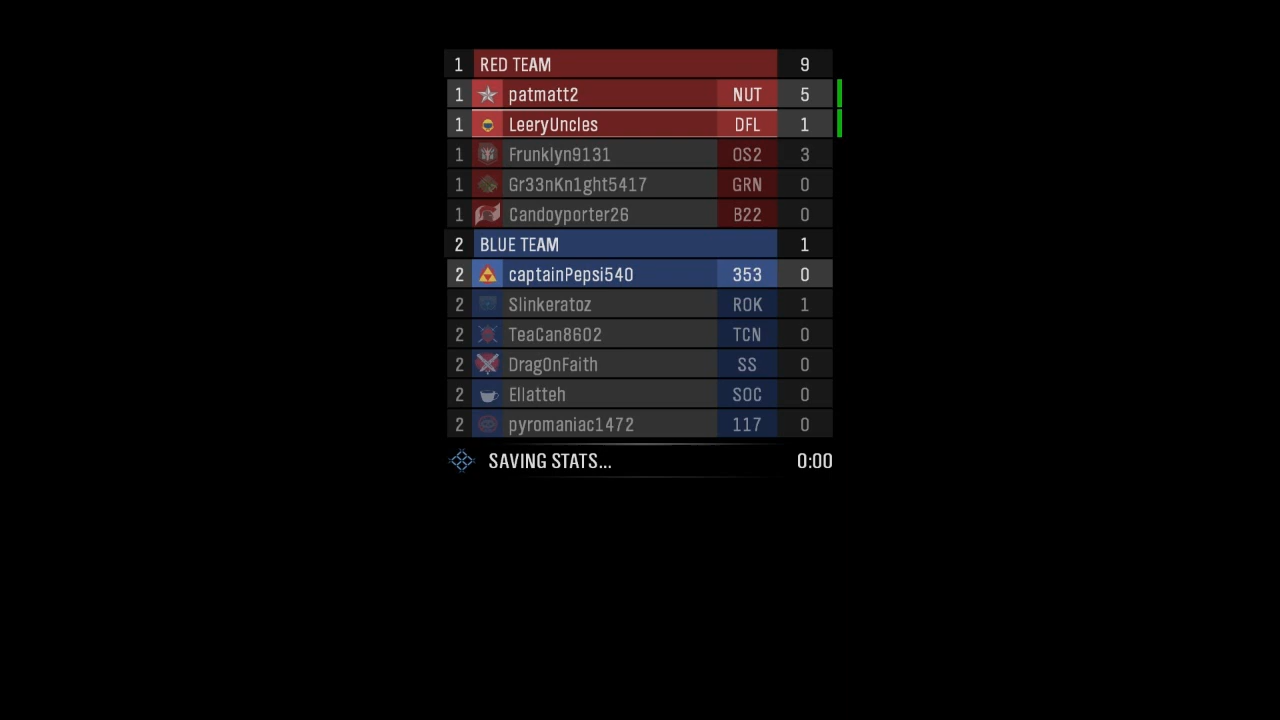 1 RED TEAM 9
1 patmatt2 NUT 5
1 LeeryUncles DFL 1
1 Frunklyn9131 OS2 3
1 Gr33nKn1ght5417 GRN 0
1 Candoyporter26 B22 0
2 BLUE TEAM 1
2 captainPepsi540 353 0
2 Slinkeratoz ROK 1
2 TeaCan8602 TCN 0
2 DragOnFaith SS 0
2 Ellatteh SOC 0
2 pyromaniac1472 117 0
SAVING STATS... 0:00